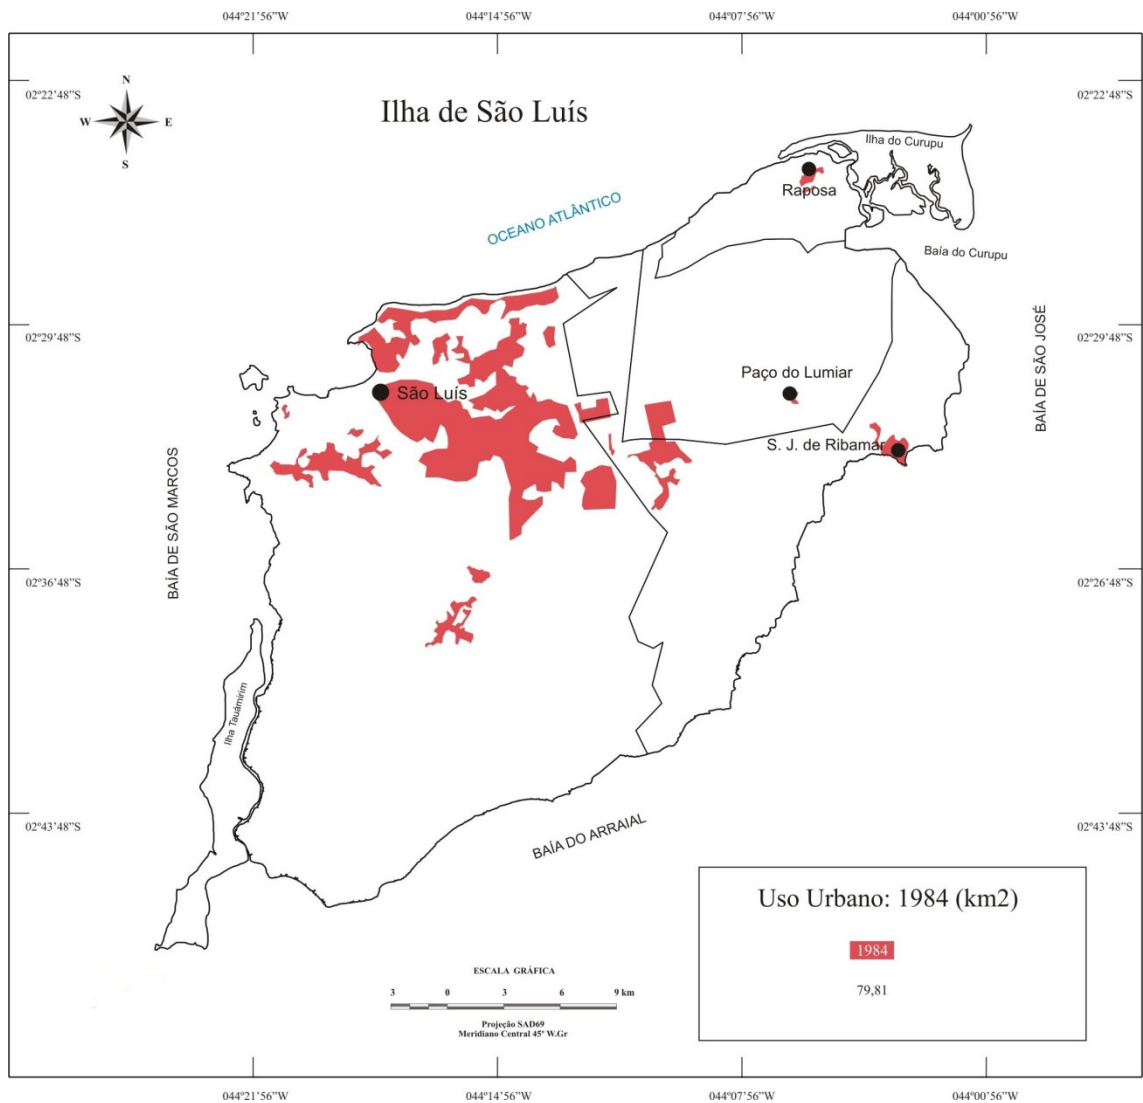 044º21'56"W 044º14'56"W 044º07'56"W 044º00'56"W
02º22'48"S 02º22'48"S
N
W E
S
Ilha de São Luís
Ilha do Curupu
Raposa
OCEANO ATLÂNTICO
Baía do Curupu
02º29'48"S 02º29'48"S
BAÍA DE SÃO JOSÉ
Paço do Lumiar
São Luís
S. J. de Ribamar
BAÍA DE SÃO MARCOS
02º36'48"S 02º26'48"S
Ilha Tauámirim
02º43'48"S 02º43'48"S
BAÍA DO ARRAIAL
Uso Urbano: 1984 (km2)
1984
79,81
ESCALA GRÁFICA
3 0 3 6 9 km
Projeção SAD69
Meridiano Central 45º W.Gr
044º21'56"W 044º14'56"W 044º07'56"W 044º00'56"W